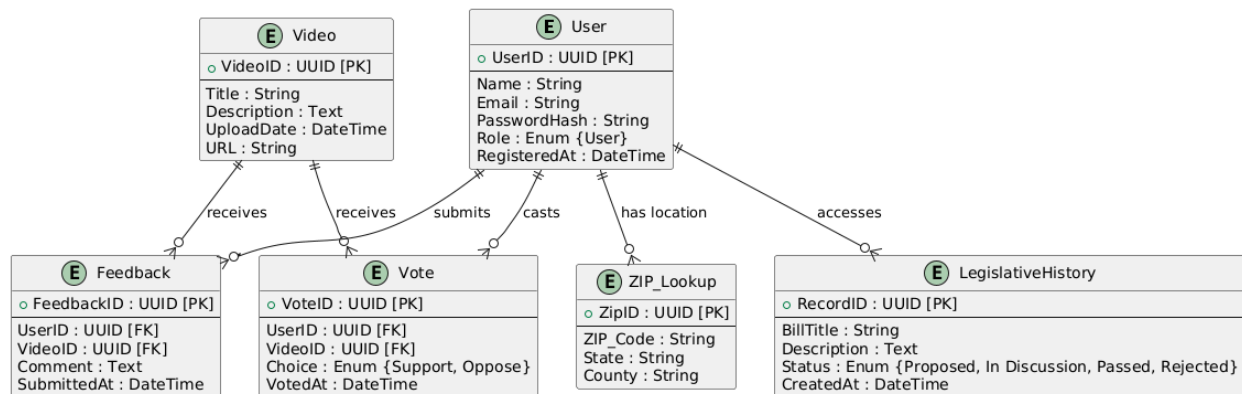 E Video
VideoID : UUID [PK]
Title : String
Description : Text
UploadDate : DateTime
URL : String
E User
UserID : UUID [PK]
Name : String
Email : String
PasswordHash : String
Role : Enum {User}
RegisteredAt : DateTime
receives
receives
submits
casts
has location
accesses
E Feedback
FeedbackID : UUID [PK]
UserID : UUID [FK]
VideoID : UUID [FK]
Comment : Text
SubmittedAt : DateTime
E Vote
VoteID : UUID [PK]
UserID : UUID [FK]
VideoID : UUID [FK]
Choice : Enum {Support, Oppose}
VotedAt : DateTime
E ZIP_Lookup
ZipID : UUID [PK]
ZIP_Code : String
State : String
County : String
E LegislativeHistory
RecordID : UUID [PK]
BillTitle : String
Description : Text
Status : Enum {Proposed, In Discussion, Passed, Rejected}
CreatedAt : DateTime